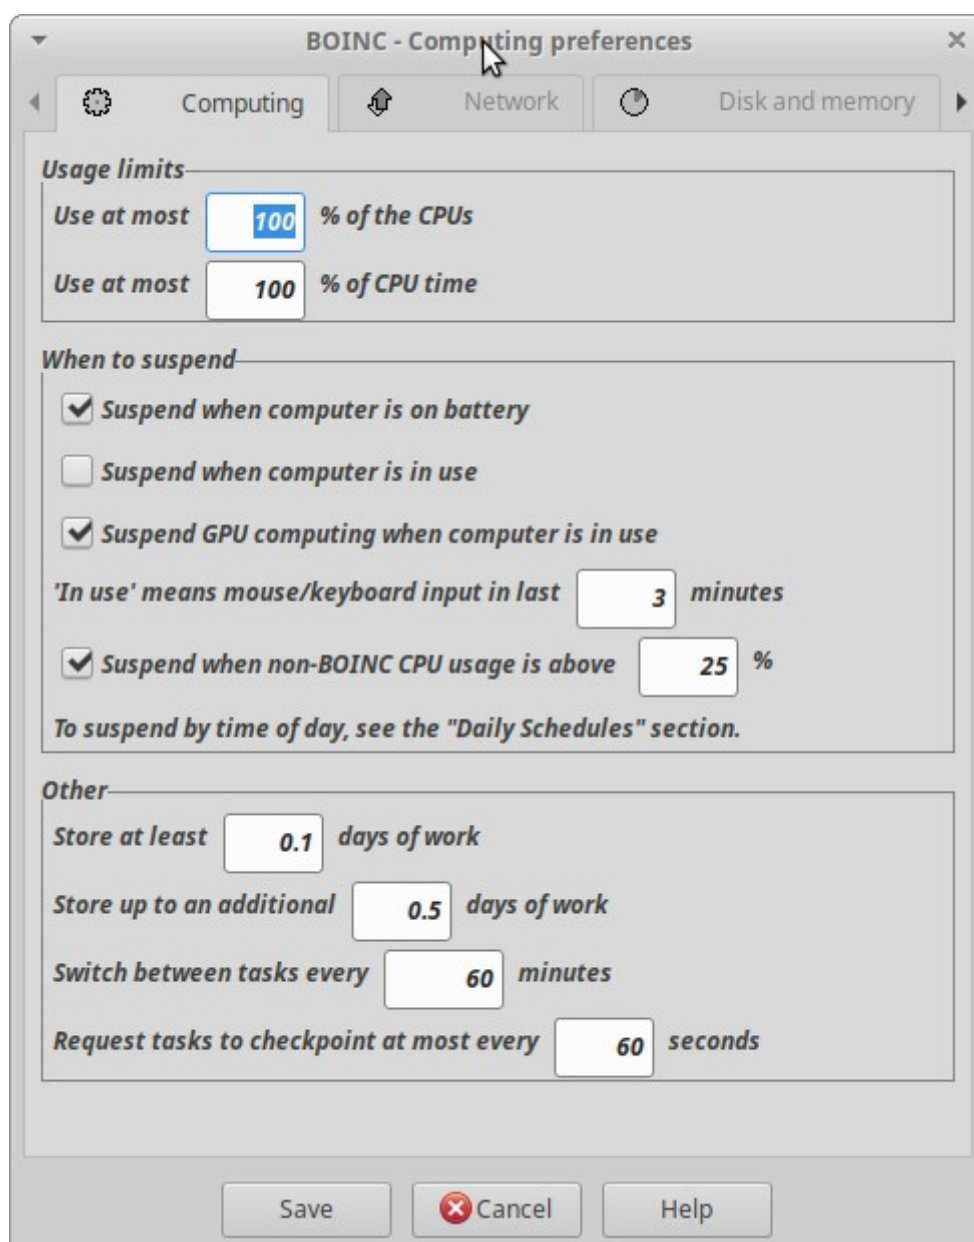 BOINC - Computing preferences
Computing Network Disk and memory
Usage limits
Use at most 100 % of the CPUs
Use at most 100 % of CPU time
When to suspend
Suspend when computer is on battery
Suspend when computer is in use
Suspend GPU computing when computer is in use
'In use' means mouse/keyboard input in last 3 minutes
Suspend when non-BOINC CPU usage is above 25 %
To suspend by time of day, see the "Daily Schedules" section.
Other
Store at least 0.1 days of work
Store up to an additional 0.5 days of work
Switch between tasks every 60 minutes
Request tasks to checkpoint at most every 60 seconds
Save Cancel Help